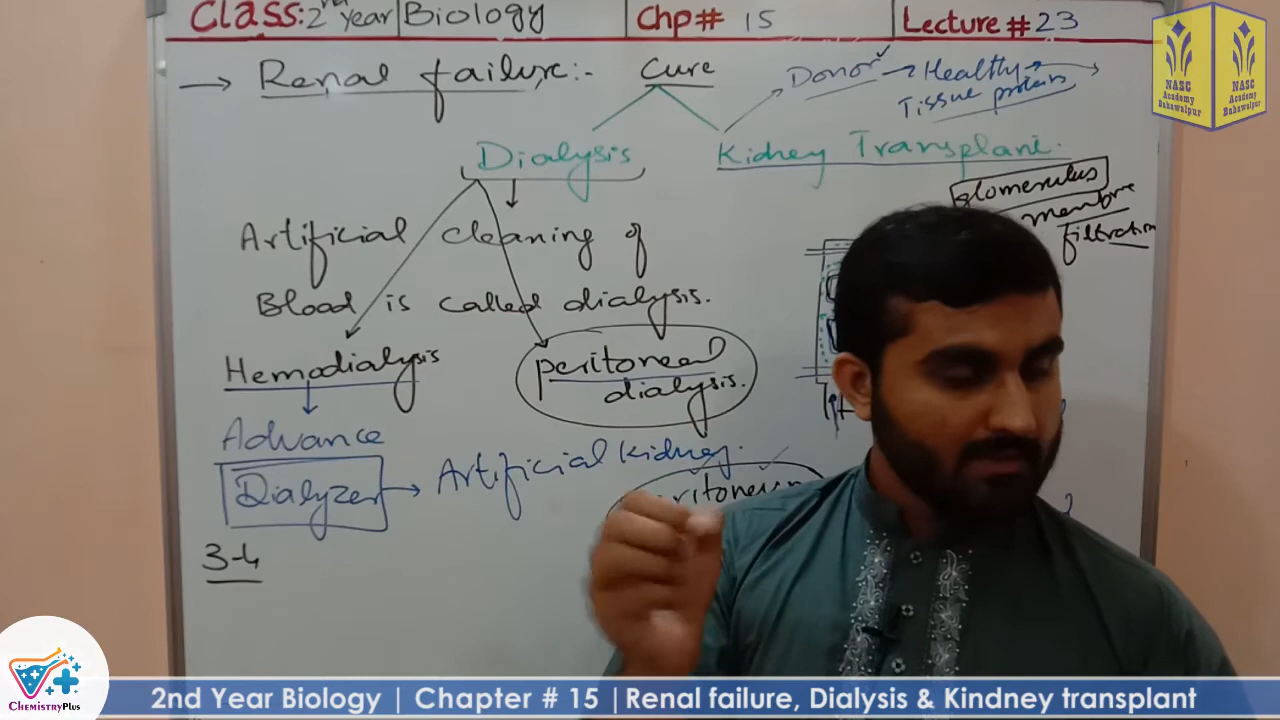 Class: 2nd Year Biology Chp# 15 Lecture # 23
→ Renal failure:- Cure
Donor ✓ → Healthy →
Tissue protein
Dialysis
Kidney Transplant.
Glomerulus
membrne
filtration
Artificial cleaning of
Blood is called dialysis.
Hemodialysis
peritoneal
dialysis.
Advance
Dialyzer → Artificial kidney.
3-4
NASC
Academy
Bahawalpur
NASC
Academy
Bahawalpur
ChemistryPlus
2nd Year Biology | Chapter # 15 | Renal failure, Dialysis & Kindney transplant